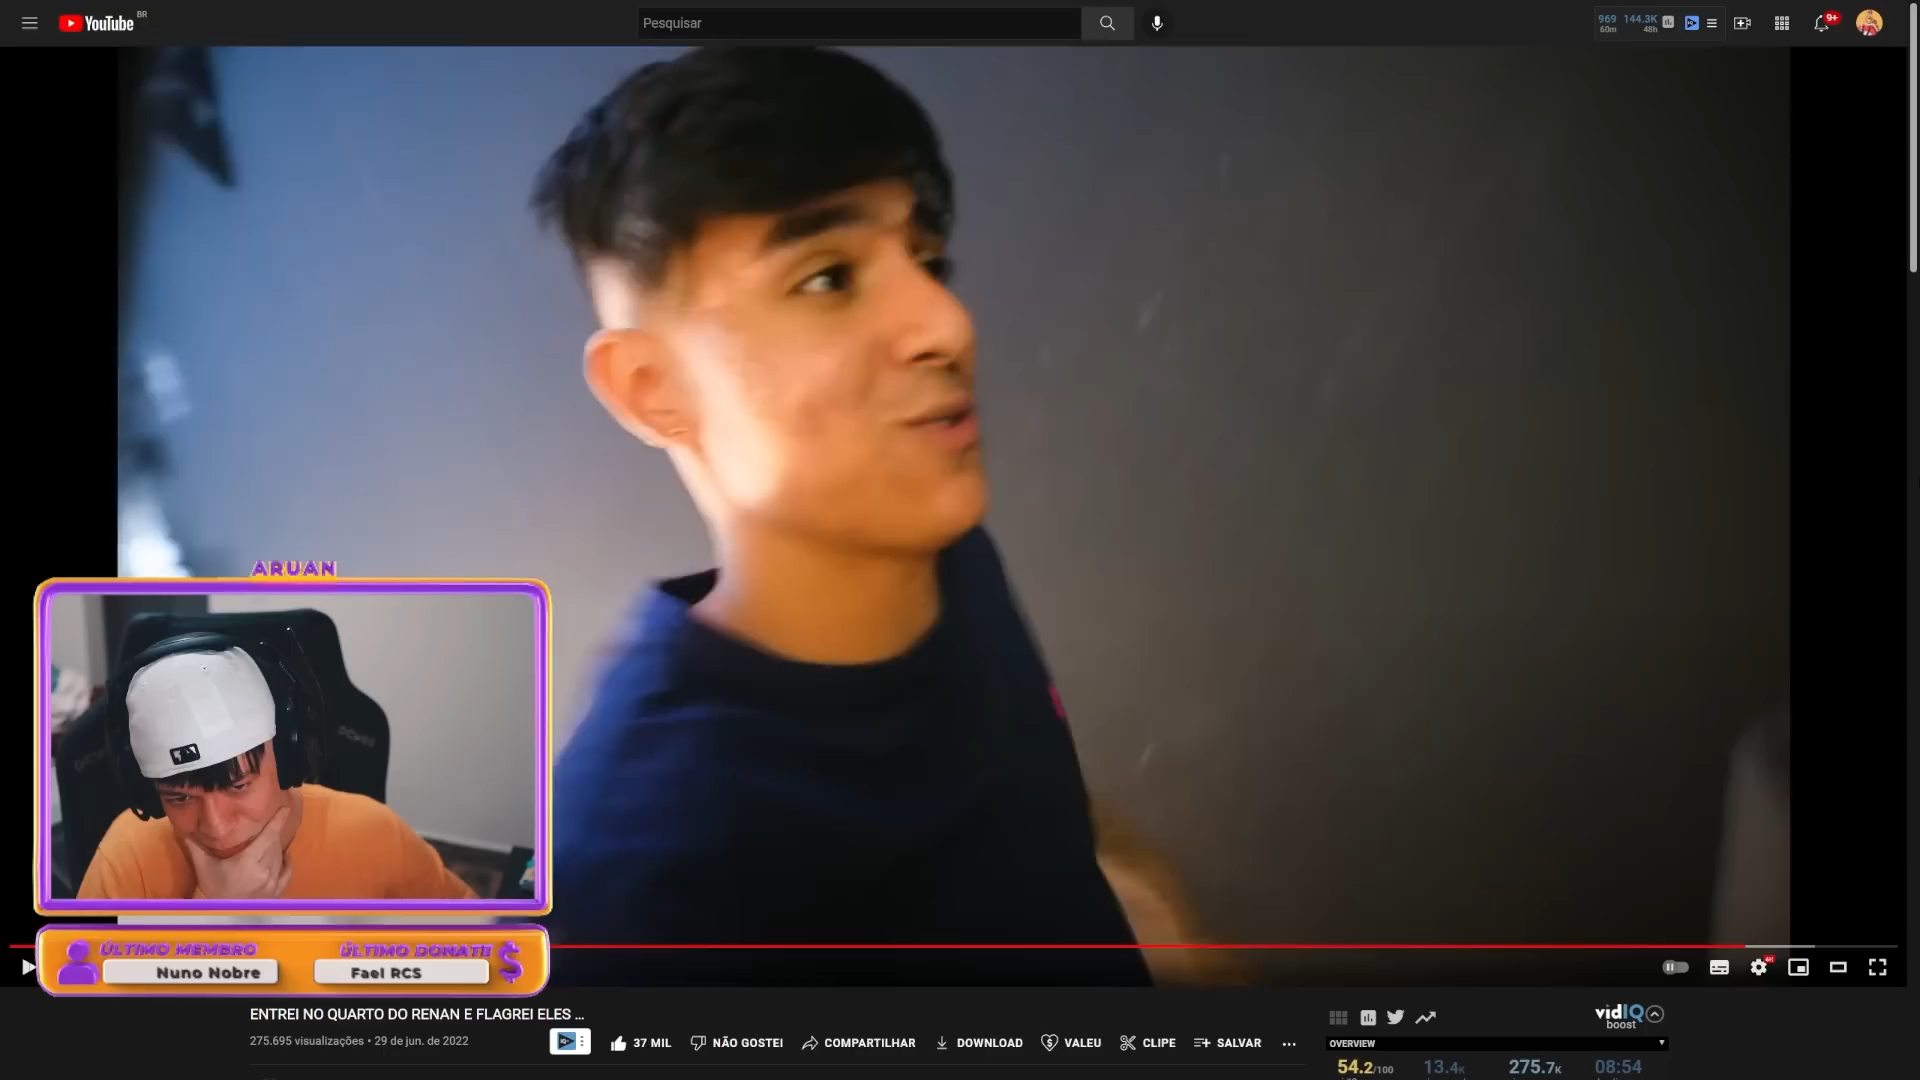 YouTube BR
Pesquisar
969 144.3K
60m 48h
9+
ARUAN
ÚLTIMO MEMBRO ÚLTIMO DONATE
Nuno Nobre Fael RCS
ENTREI NO QUARTO DO RENAN E FLAGREI ELES ...
275.695 visualizações • 29 de jun. de 2022
37 MIL NÃO GOSTEI COMPARTILHAR DOWNLOAD VALEU CLIPE SALVAR ...
vidIQ
boost
OVERVIEW
54.2/100 13.4K 275.7K 08:54